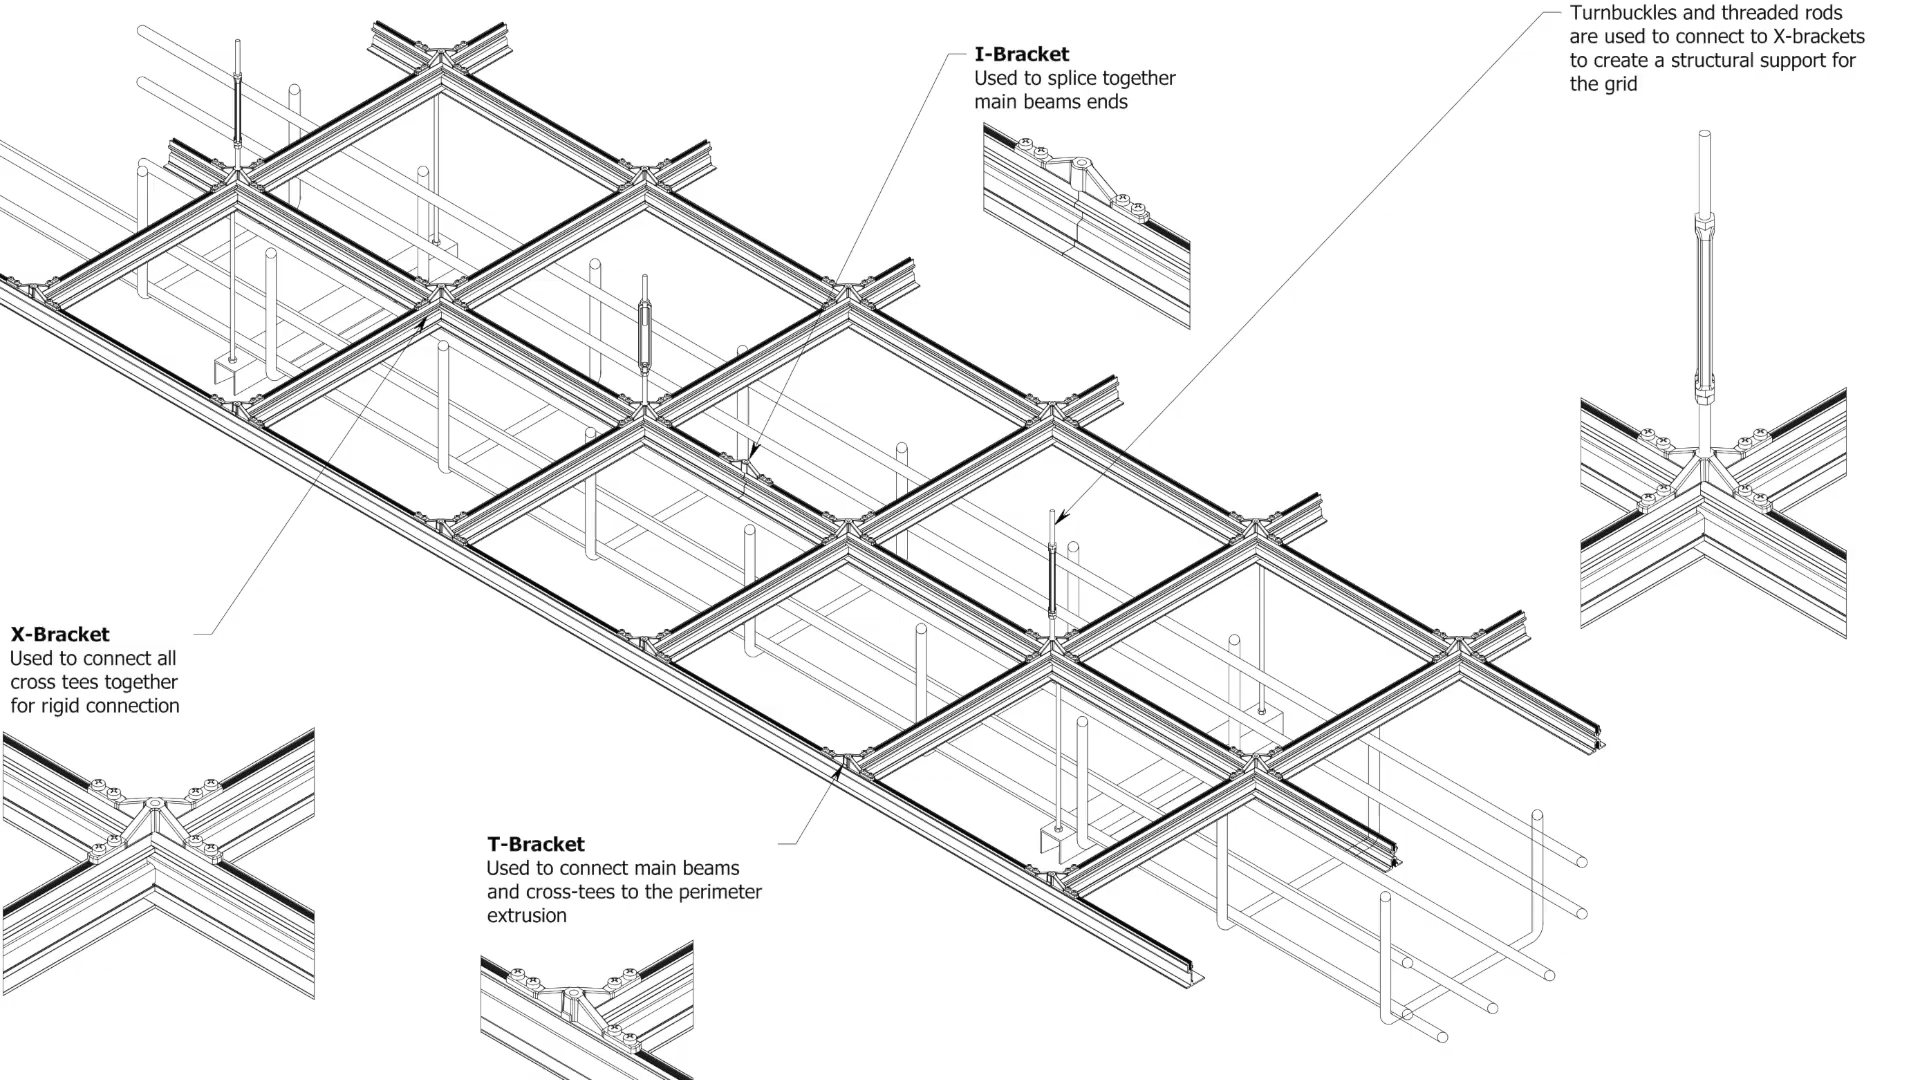 Turnbuckles and threaded rods
are used to connect to X-brackets
to create a structural support for
the grid
I-Bracket
Used to splice together
main beams ends
X-Bracket
Used to connect all
cross tees together
for rigid connection
T-Bracket
Used to connect main beams
and cross-tees to the perimeter
extrusion